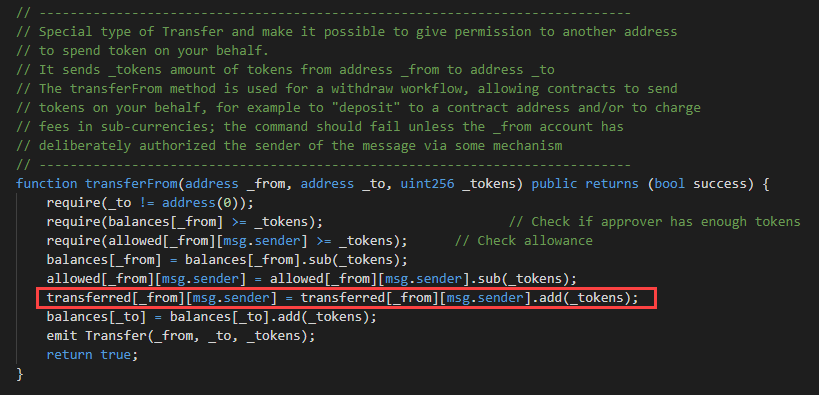 // ----------------------------------------------------------------------------
// Special type of Transfer and make it possible to give permission to another address
// to spend token on your behalf.
// It sends _tokens amount of tokens from address _from to address _to
// The transferFrom method is used for a withdraw workflow, allowing contracts to send
// tokens on your behalf, for example to "deposit" to a contract address and/or to charge
// fees in sub-currencies; the command should fail unless the _from account has
// deliberately authorized the sender of the message via some mechanism
// ----------------------------------------------------------------------------
function transferFrom(address _from, address _to, uint256 _tokens) public returns (bool success) {
    require(_to != address(0));
    require(balances[_from] >= _tokens);                        // Check if approver has enough tokens
    require(allowed[_from][msg.sender] >= _tokens);      // Check allowance
    balances[_from] = balances[_from].sub(_tokens);
    allowed[_from][msg.sender] = allowed[_from][msg.sender].sub(_tokens);
    transferred[_from][msg.sender] = transferred[_from][msg.sender].add(_tokens);
    balances[_to] = balances[_to].add(_tokens);
    emit Transfer(_from, _to, _tokens);
    return true;
}